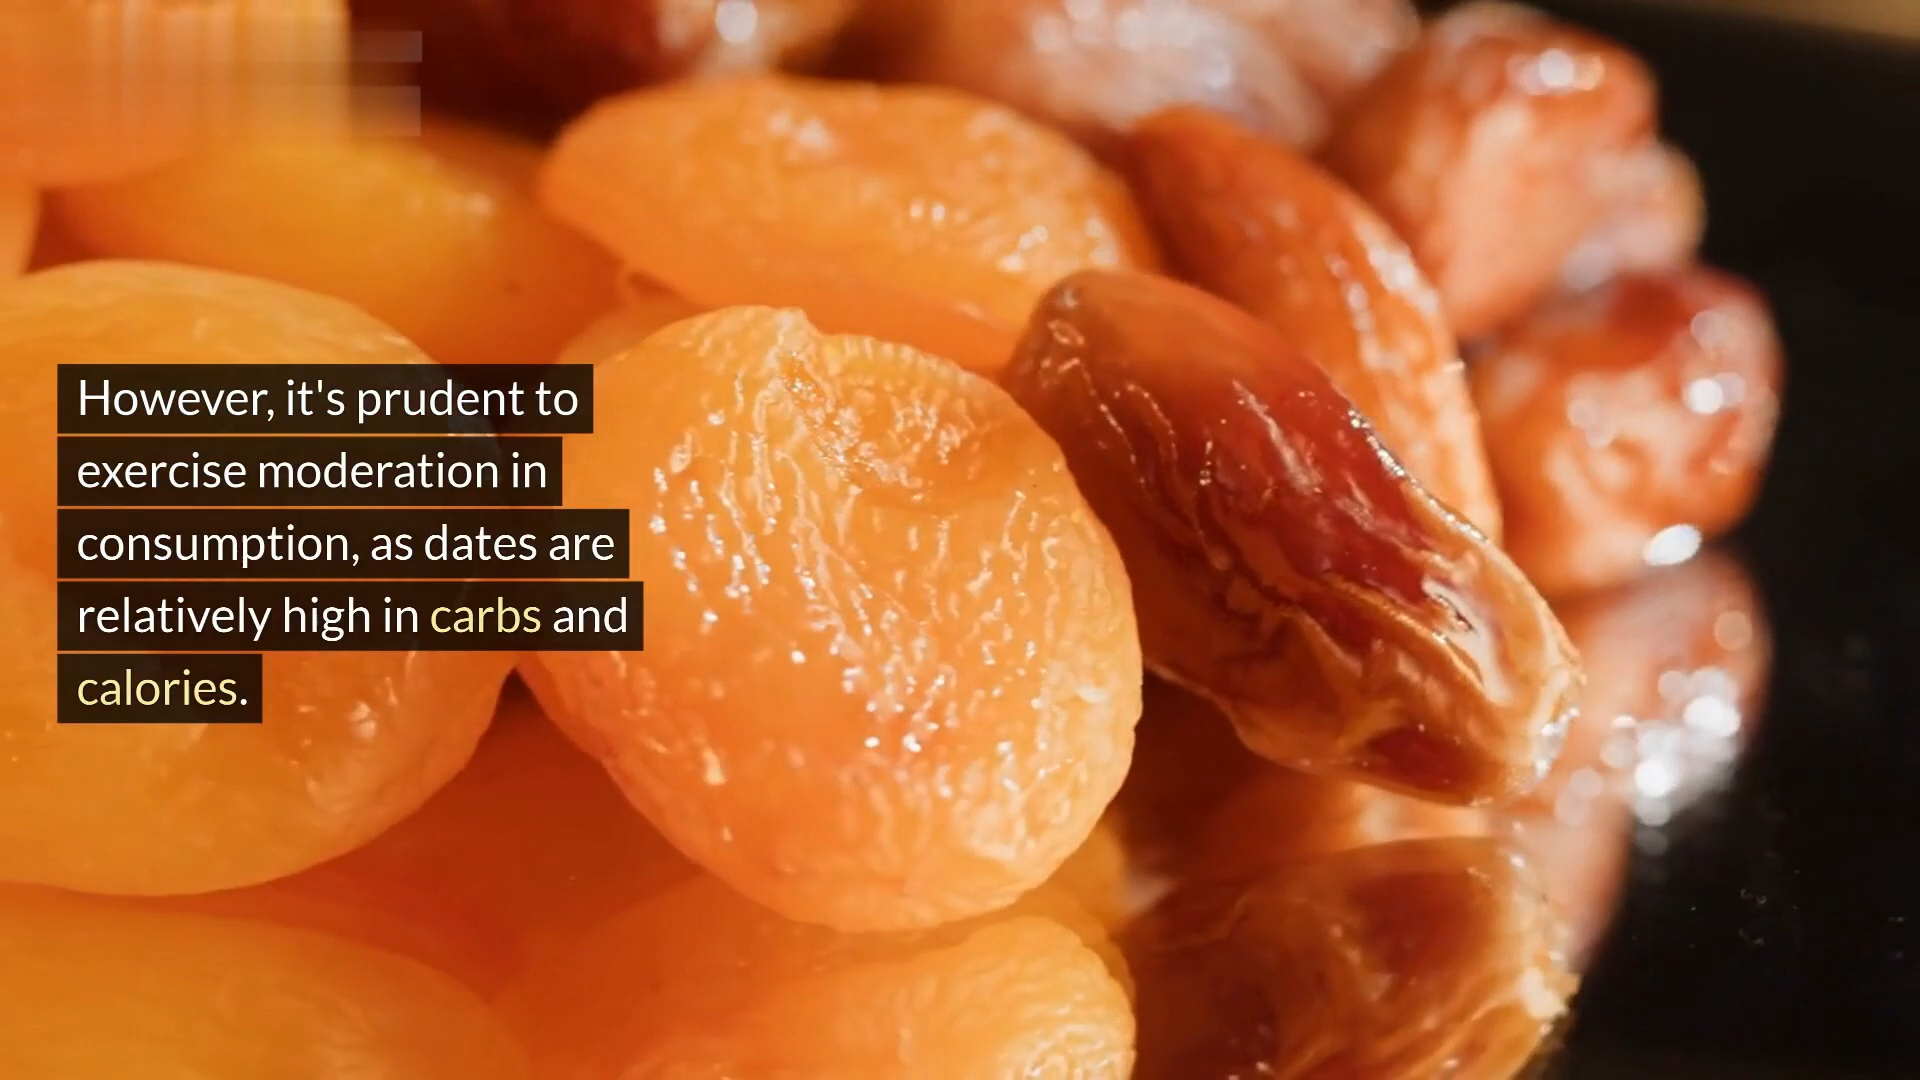 However, it's prudent to
exercise moderation in
consumption, as dates are
relatively high in carbs and
calories.